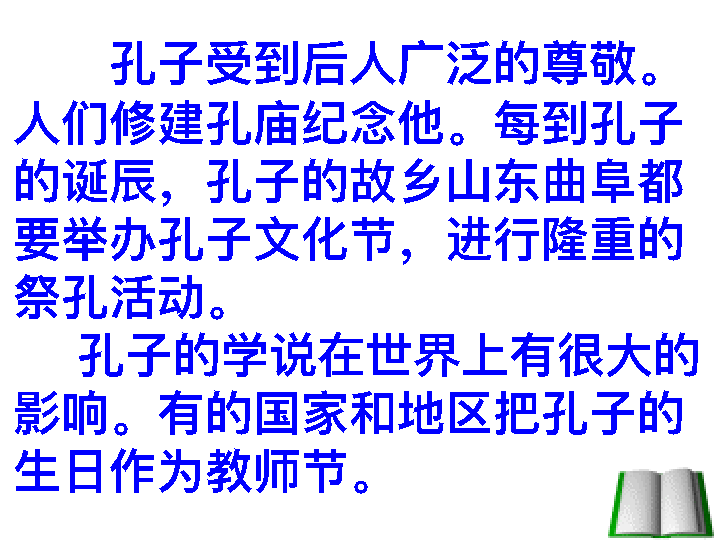 孔子受到后人广泛的尊敬。
人们修建孔庙纪念他。每到孔子
的诞辰，孔子的故乡山东曲阜都
要举办孔子文化节，进行隆重的
祭孔活动。
孔子的学说在世界上有很大的
影响。有的国家和地区把孔子的
生日作为教师节。